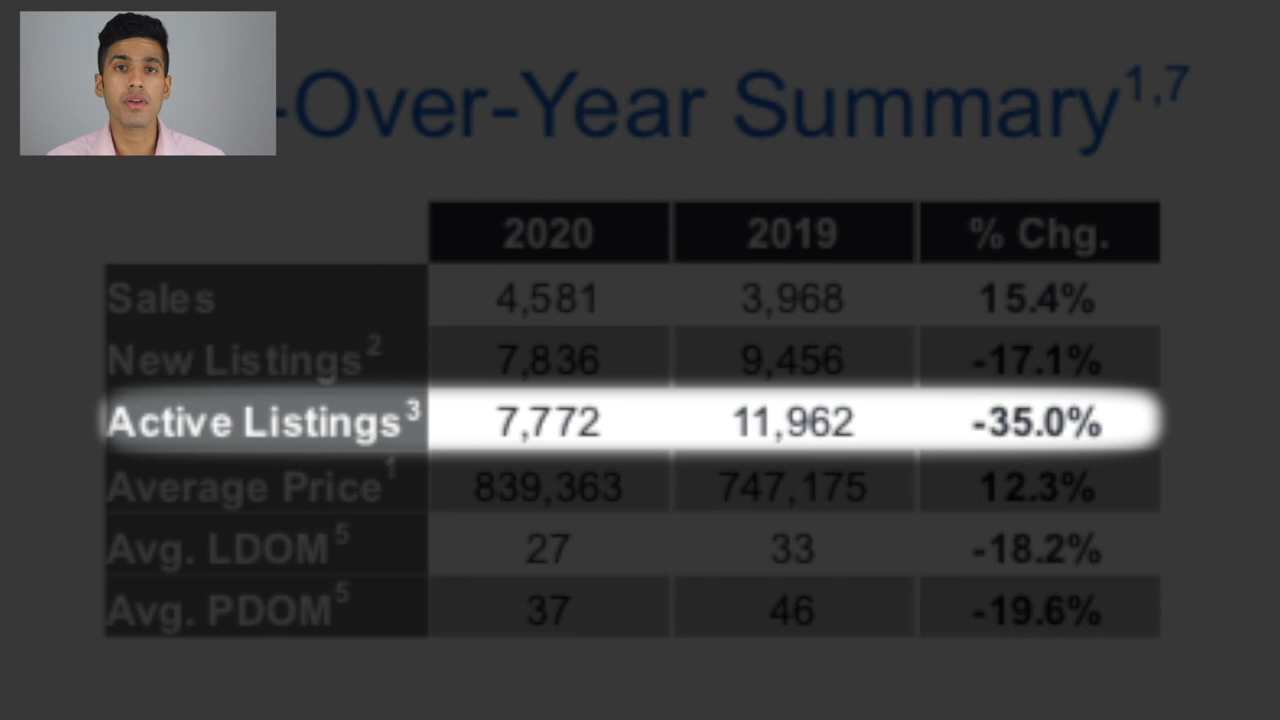 -Over-Year Summary1,7
2020 2019 % Chg.
Sales 4,581 3,968 15.4%
New Listings2 7,836 9,456 -17.1%
Active Listings3 7,772 11,962 -35.0%
Average Price1 839,363 747,175 12.3%
Avg. LDOM5 27 33 -18.2%
Avg. PDOM5 37 46 -19.6%